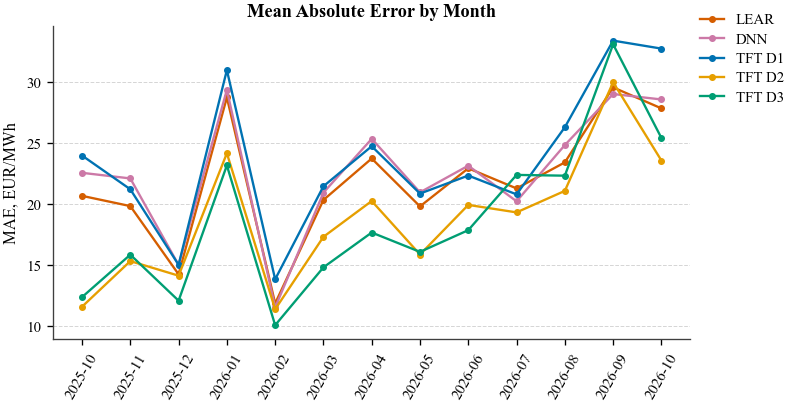 Mean Absolute Error by Month
MAE, EUR/MWh
30
25
20
15
10
2025-10
2025-11
2025-12
2026-01
2026-02
2026-03
2026-04
2026-05
2026-06
2026-07
2026-08
2026-09
2026-10
LEAR
DNN
TFT D1
TFT D2
TFT D3